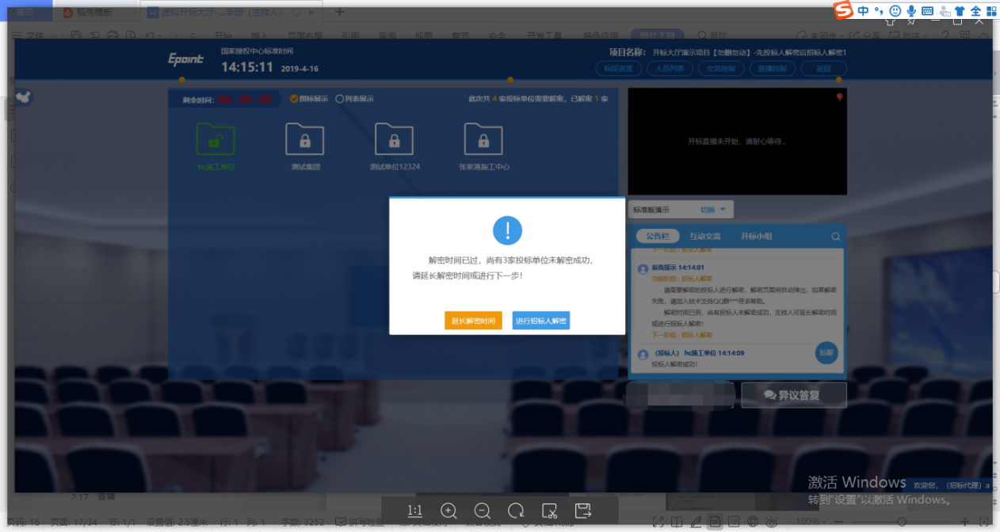 首页
稻壳模板
虚拟开标大厅-...手册（主持人）
文件
开始
插入
页面布局
引用
审阅
视图
章节
安全
开发工具
特色应用
图片工具
查找
未同步
分享
批注
中
全
Epoint
国家授权中心标准时间
14:15:11 2019-4-16
项目名称： 开标大厅演示项目【勿删勿动】-先投标人解密后招标人解密1
标段进度
人员列表
交流控制
直播控制
返回
剩余时间：
00: 00: 00
图标展示
列表展示
此次共 4 家投标单位需要解密，已解密 1 家
hc施工单位
测试集团
测试单位12324
张家港施工中心
开标直播未开始，请耐心等待...
标准版演示
切换
公告栏
互动交流
开标小组
下一阶段：投标人解密
系统提示 14:14:01
当前阶段：投标人解密
请需要解密的投标人进行解密，解密页面将自动弹出，如果解密
失败，请加入技术支持QQ群***寻求帮助。
解密时间已到，尚有投标人未解密成功，支持人可延长解密时间
或进行招标人解密！
下一阶段：招标人解密
（投标人） hc施工单位 14:14:09
投标人解密成功!
私聊
异议答复
解密时间已过，尚有3家投标单位未解密成功，
请延长解密时间或进行下一步！
延长解密时间
进行招标人解密
激活 Windows
转到"设置"以激活 Windows。
欢迎您，（招标代理）a
2.17 直播
1:1
页码: 16
页面: 17/34
节: 1/1
设置值: 2.5厘米
行: 1
列: 1
字数: 3252
拼写检查
100%